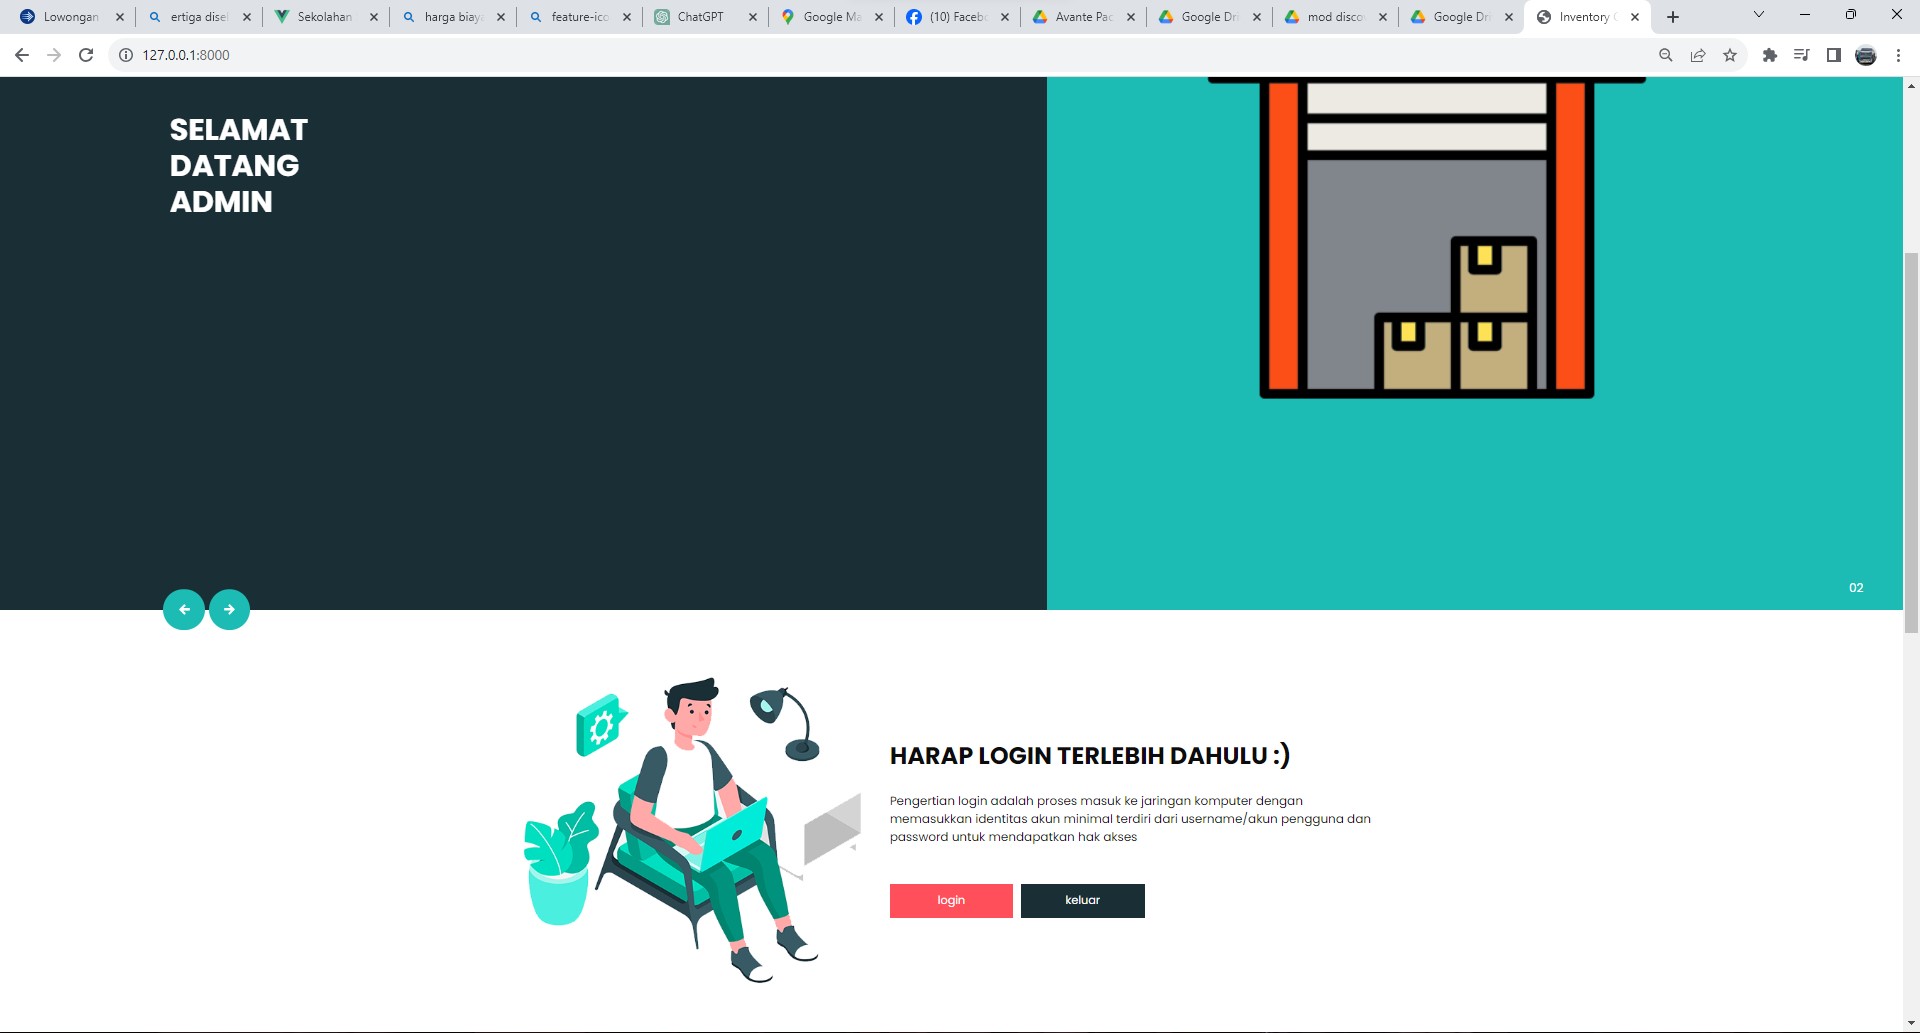 Lowongan
ertiga disel
Sekolahan
harga biay
feature-ico
ChatGPT
Google Ma
(10) Faceb
Avante Pac
Google Dri
mod disco
Google Dri
Inventory
127.0.0.1:8000
SELAMAT
DATANG
ADMIN
02
HARAP LOGIN TERLEBIH DAHULU :)
Pengertian login adalah proses masuk ke jaringan komputer dengan
memasukkan identitas akun minimal terdiri dari username/akun pengguna dan
password untuk mendapatkan hak akses
login
keluar